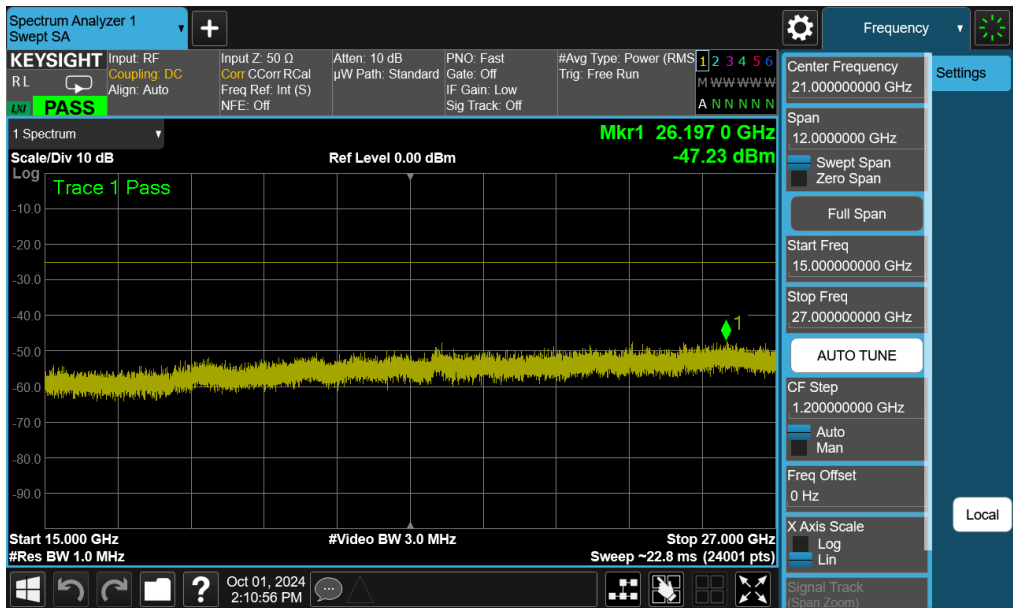 Spectrum Analyzer 1
Swept SA
+
Frequency
KEYSIGHT
R L
LXI PASS
Input: RF
Coupling: DC
Align: Auto
Input Z: 50 Ω
Corr CCorr RCal
Freq Ref: Int (S)
NFE: Off
Atten: 10 dB
µW Path: Standard
PNO: Fast
Gate: Off
IF Gain: Low
Sig Track: Off
#Avg Type: Power (RMS
Trig: Free Run
1 2 3 4 5 6
M W W W W W
A N N N N N
1 Spectrum
Scale/Div 10 dB
Ref Level 0.00 dBm
Mkr1 26.197 0 GHz
-47.23 dBm
Log
Trace 1 Pass
-10.0
-20.0
-30.0
-40.0
-50.0
-60.0
-70.0
-80.0
-90.0
1
Start 15.000 GHz
#Video BW 3.0 MHz
Stop 27.000 GHz
#Res BW 1.0 MHz
Sweep ~22.8 ms (24001 pts)
Center Frequency
21.000000000 GHz
Span
12.0000000 GHz
Swept Span
Zero Span
Full Span
Start Freq
15.000000000 GHz
Stop Freq
27.000000000 GHz
AUTO TUNE
CF Step
1.200000000 GHz
Auto
Man
Freq Offset
0 Hz
X Axis Scale
Log
Lin
Signal Track
(Span Zoom)
Settings
Local
?
Oct 01, 2024
2:10:56 PM